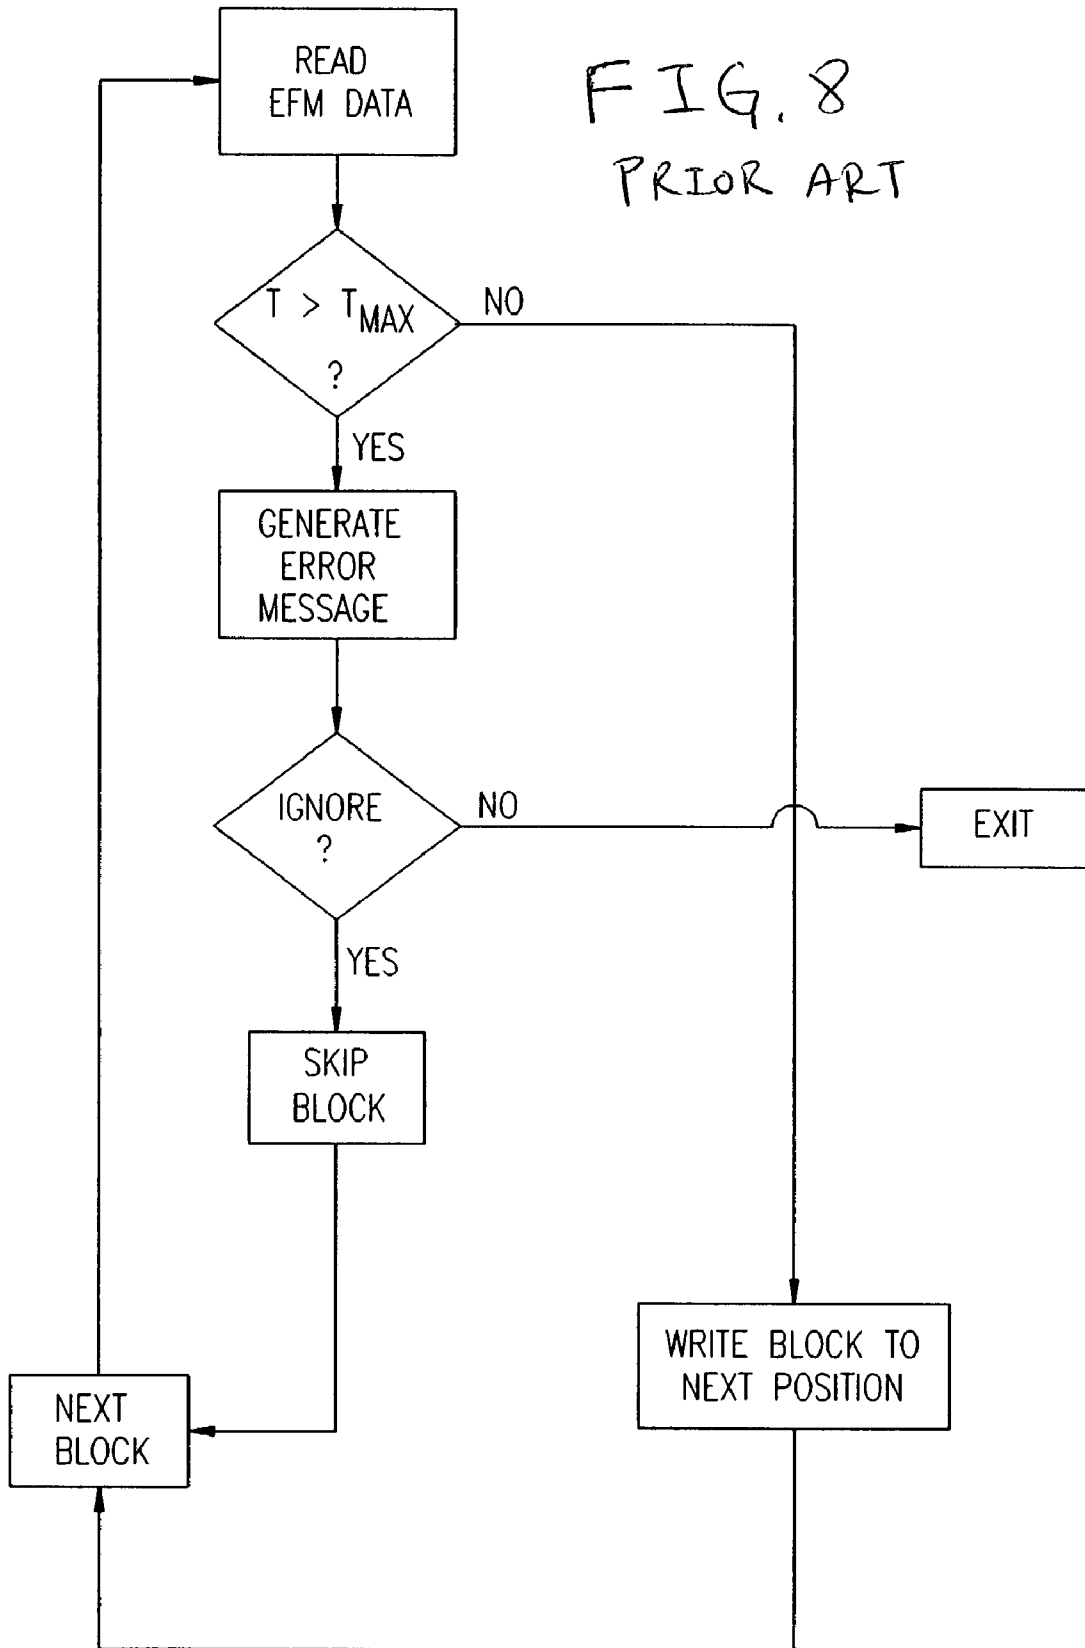 READ
EFM DATA
FIG. 8
PRIOR ART
T > TMAX
?
NO
YES
GENERATE
ERROR
MESSAGE
IGNORE
?
NO
EXIT
YES
SKIP
BLOCK
WRITE BLOCK TO
NEXT POSITION
NEXT
BLOCK